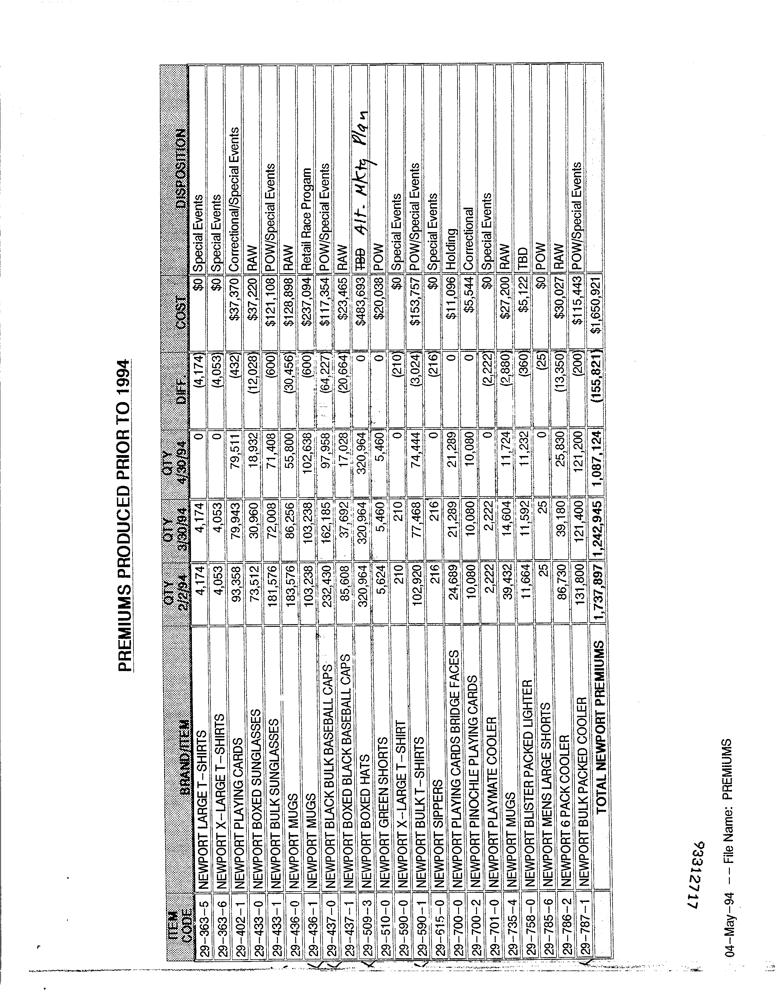 PREMIUMS PRODUCED PRIOR TO 1994
ITEM CODE BRAND/ITEM QTY 2/2/94 QTY 3/30/94 QTY 4/30/94 DIFF. COST DISPOSITION
29-363-5 NEWPORT LARGE T-SHIRTS 4,174 4,174 0 (4,174) $0 Special Events
29-363-6 NEWPORT X-LARGE T-SHIRTS 4,053 4,053 0 (4,053) $0 Special Events
29-402-1 NEWPORT PLAYING CARDS 93,358 79,943 79,511 (432) $37,370 Correctional/Special Events
29-433-0 NEWPORT BOXED SUNGLASSES 73,512 30,960 18,932 (12,028) $37,220 RAW
29-433-1 NEWPORT BULK SUNGLASSES 181,576 72,008 71,408 (600) $121,108 POW/Special Events
29-436-0 NEWPORT MUGS 183,576 86,256 55,800 (30,456) $128,898 RAW
29-436-1 NEWPORT MUGS 103,238 103,238 102,638 (600) $237,094 Retail Race Progam
29-437-0 NEWPORT BLACK BULK BASEBALL CAPS 232,430 162,185 97,958 (64,227) $117,354 POW/Special Events
29-437-1 NEWPORT BOXED BLACK BASEBALL CAPS 85,608 37,692 17,028 (20,664) $23,465 RAW
29-509-3 NEWPORT BOXED HATS 320,964 320,964 320,964 0 $483,693 TBD Alt. Mktg Plan
29-510-0 NEWPORT GREEN SHORTS 5,624 5,460 5,460 0 $20,038 POW
29-590-0 NEWPORT X-LARGE T-SHIRT 210 210 0 (210) $0 Special Events
29-590-1 NEWPORT BULK T-SHIRTS 102,920 77,468 74,444 (3,024) $153,757 POW/Special Events
29-615-0 NEWPORT SIPPERS 216 216 0 (216) $0 Special Events
29-700-0 NEWPORT PLAYING CARDS BRIDGE FACES 24,689 21,289 21,289 0 $11,096 Holding
29-700-2 NEWPORT PINOCHLE PLAYING CARDS 10,080 10,080 10,080 0 $5,544 Correctional
29-701-0 NEWPORT PLAYMATE COOLER 2,222 2,222 0 (2,222) $0 Special Events
29-735-4 NEWPORT MUGS 39,432 14,604 11,724 (2,880) $27,200 RAW
29-758-0 NEWPORT BLISTER PACKED LIGHTER 11,664 11,592 11,232 (360) $5,122 TBD
29-785-6 NEWPORT MENS LARGE SHORTS 25 25 0 (25) $0 POW
29-786-2 NEWPORT 6 PACK COOLER 86,730 39,180 25,830 (13,350) $30,027 RAW
29-787-1 NEWPORT BULK PACKED COOLER 131,800 121,400 121,200 (200) $115,443 POW/Special Events
TOTAL NEWPORT PREMIUMS 1,737,897 1,242,945 1,087,124 (155,821) $1,650,921
93312717
04-May-94 -- File Name: PREMIUMS